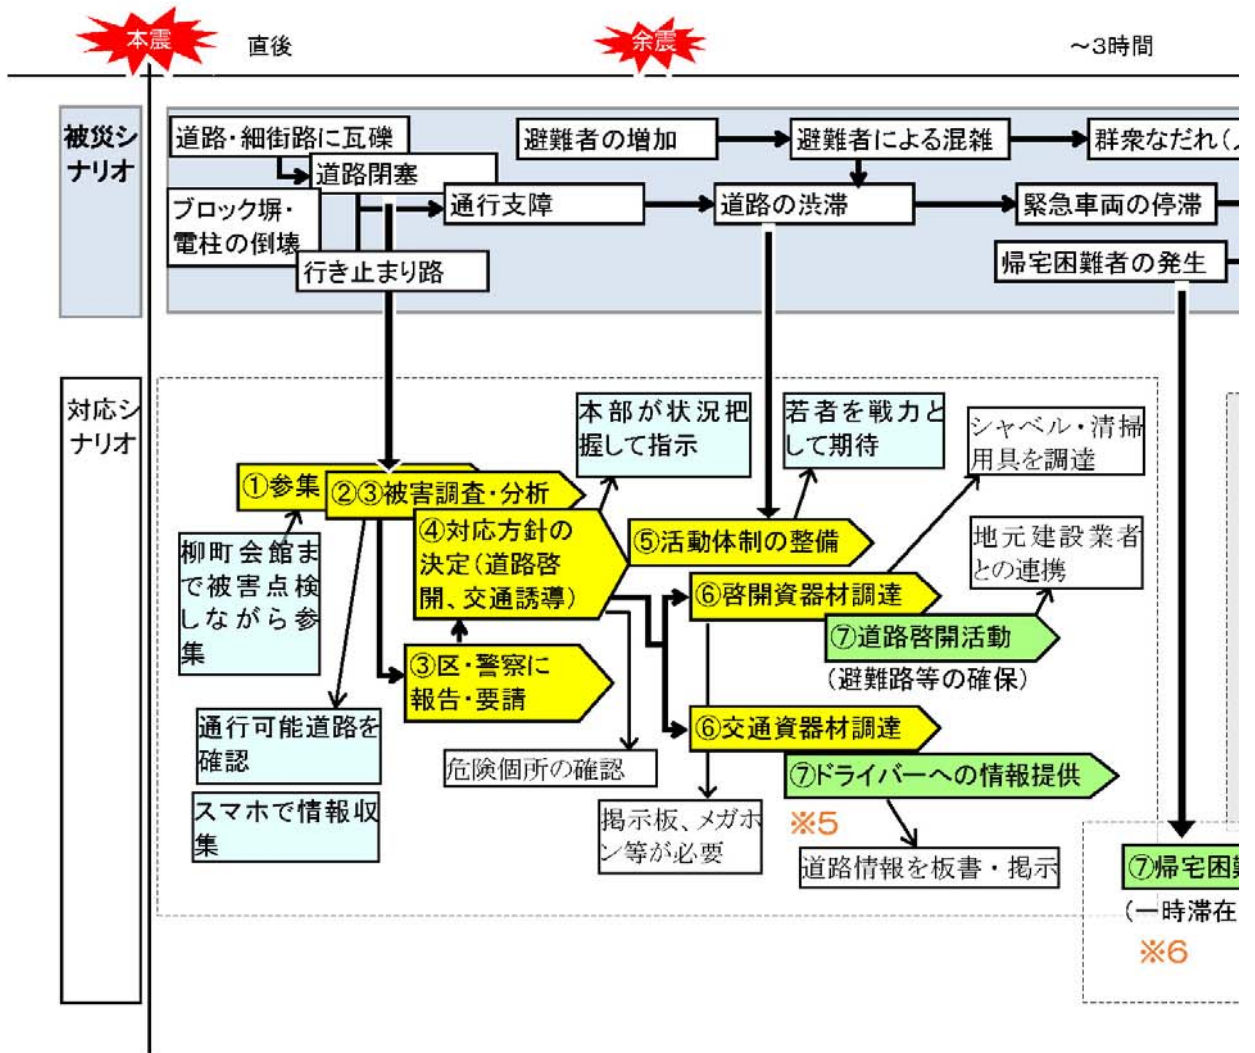 本震
直後
余震
～3時間
被災シ
ナリオ
道路・細街路に瓦礫
道路閉塞
ブロック塀・
電柱の倒壊
行き止まり路
通行支障
避難者の増加
避難者による混雑
群衆なだれ(
道路の渋滞
緊急車両の停滞
帰宅困難者の発生
対応シ
ナリオ
①参集
②③被害調査・分析
柳町会館ま
で被害点検
しながら参
集
通行可能道路を
確認
スマホで情報収
集
④対応方針の
決定(道路啓
開、交通誘導)
③区・警察に
報告・要請
本部が状況把
握して指示
危険個所の確認
⑤活動体制の整備
若者を戦力と
して期待
⑥啓開資器材調達
シャベル・清掃
用具を調達
⑦道路啓開活動
(避難路等の確保)
地元建設業者
との連携
⑥交通資器材調達
⑦ドライバーへの情報提供
※5
掲示板、メガホ
ン等が必要
道路情報を板書・掲示
⑦帰宅困
(一時滞在
※6